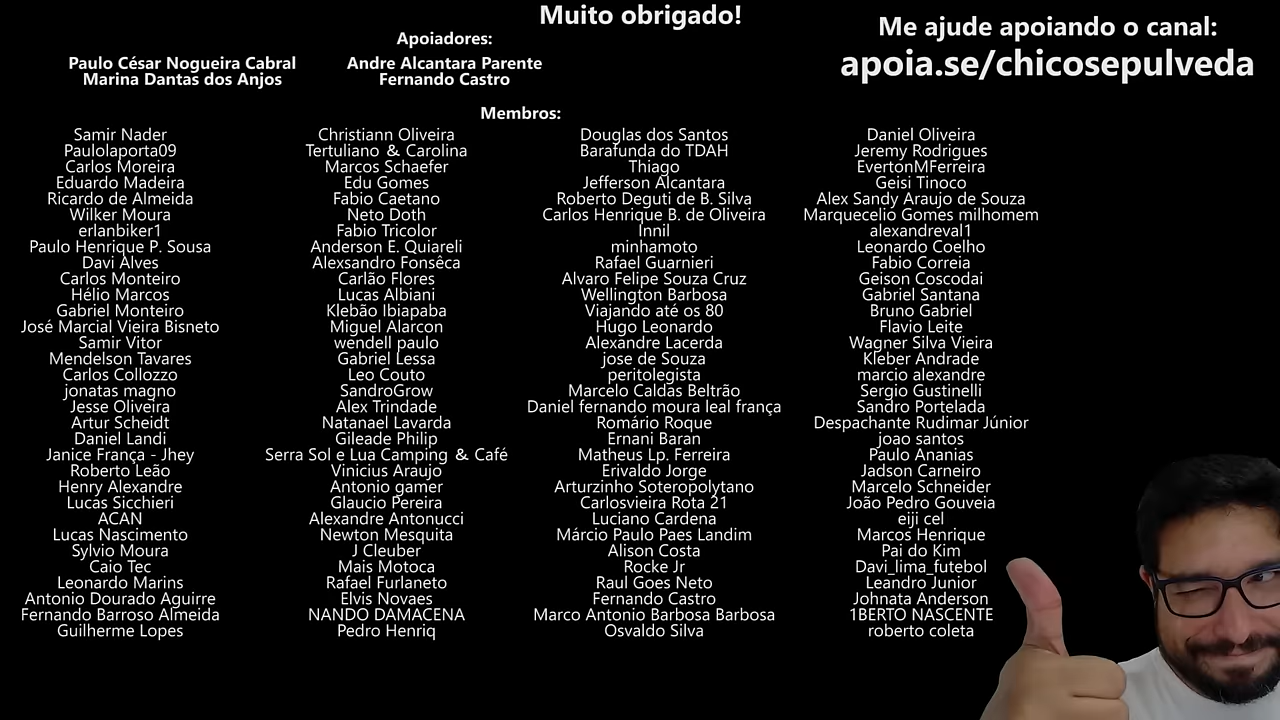 Muito obrigado!
Me ajude apoiando o canal:
apoia.se/chicosepulveda
Apoiadores:
Paulo César Nogueira Cabral
Marina Dantas dos Anjos
Andre Alcantara Parente
Fernando Castro
Membros:
Samir Nader
Paulolaporta09
Carlos Moreira
Eduardo Madeira
Ricardo de Almeida
Wilker Moura
erlanbiker1
Paulo Henrique P. Sousa
Davi Alves
Carlos Monteiro
Hélio Marcos
Gabriel Monteiro
José Marcial Vieira Bisneto
Samir Vitor
Mendelson Tavares
Carlos Collozzo
jonatas magno
Jesse Oliveira
Artur Scheidt
Daniel Landi
Janice França - Jhey
Roberto Leão
Henry Alexandre
Lucas Sicchieri
ACAN
Lucas Nascimento
Sylvio Moura
Caio Tec
Leonardo Marins
Antonio Dourado Aguirre
Fernando Barroso Almeida
Guilherme Lopes
Christiann Oliveira
Tertuliano & Carolina
Marcos Schaefer
Edu Gomes
Fabio Caetano
Neto Doth
Fabio Tricolor
Anderson E. Quiareli
Alexsandro Fonsêca
Carlão Flores
Lucas Albiani
Klebão Ibiapaba
Miguel Alarcon
wendell paulo
Gabriel Lessa
Leo Couto
SandroGrow
Alex Trindade
Natanael Lavarda
Gileade Philip
Serra Sol e Lua Camping & Café
Vinicius Araujo
Antonio gamer
Glaucio Pereira
Alexandre Antonucci
Newton Mesquita
J Cleuber
Mais Motoca
Rafael Furlaneto
Elvis Novaes
NANDO DAMACENA
Pedro Henriq
Douglas dos Santos
Barafunda do TDAH
Thiago
Jefferson Alcantara
Roberto Deguti de B. Silva
Carlos Henrique B. de Oliveira
Innil
minhamoto
Rafael Guarnieri
Alvaro Felipe Souza Cruz
Wellington Barbosa
Viajando até os 80
Hugo Leonardo
Alexandre Lacerda
jose de Souza
peritolegista
Marcelo Caldas Beltrão
Daniel fernando moura leal frança
Romário Roque
Ernani Baran
Matheus Lp. Ferreira
Erivaldo Jorge
Arturzinho Soteropolytano
Carlosvieira Rota 21
Luciano Cardena
Márcio Paulo Paes Landim
Alison Costa
Rocke Jr
Raul Goes Neto
Fernando Castro
Marco Antonio Barbosa Barbosa
Osvaldo Silva
Daniel Oliveira
Jeremy Rodrigues
EvertonMFerreira
Geisi Tinoco
Alex Sandy Araujo de Souza
Marquecelio Gomes milhomem
alexandreval1
Leonardo Coelho
Fabio Correia
Geison Coscodai
Gabriel Santana
Bruno Gabriel
Flavio Leite
Wagner Silva Vieira
Kleber Andrade
marcio alexandre
Sergio Gustinelli
Sandro Portelada
Despachante Rudimar Júnior
joao santos
Paulo Ananias
Jadson Carneiro
Marcelo Schneider
João Pedro Gouveia
eiji cel
Marcos Henrique
Pai do Kim
Davi_lima_futebol
Leandro Junior
Johnata Anderson
1BERTO NASCENTE
roberto coleta